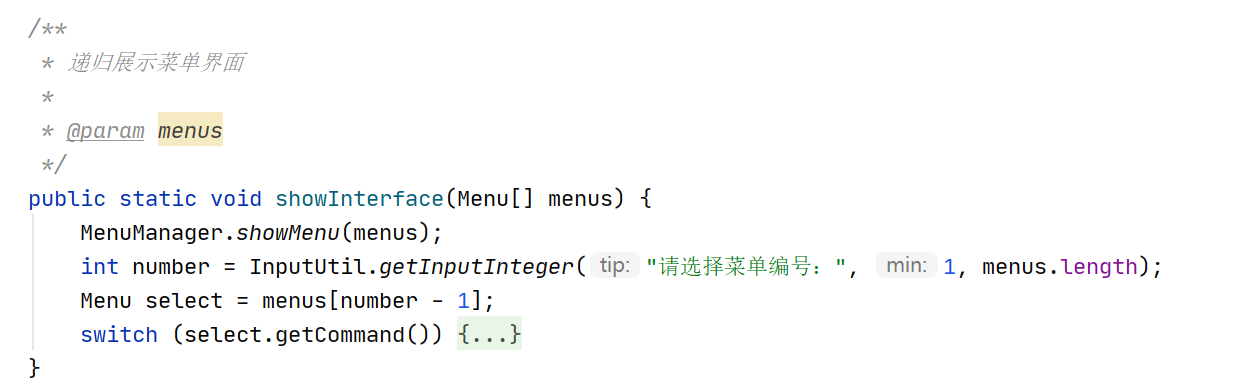 /**
 * 递归展示菜单界面
 *
 * @param menus
 */
public static void showInterface(Menu[] menus) {
    MenuManager.showMenu(menus);
    int number = InputUtil.getInputInteger( tip: "请选择菜单编号：", min: 1, menus.length);
    Menu select = menus[number - 1];
    switch (select.getCommand()) {...}
}